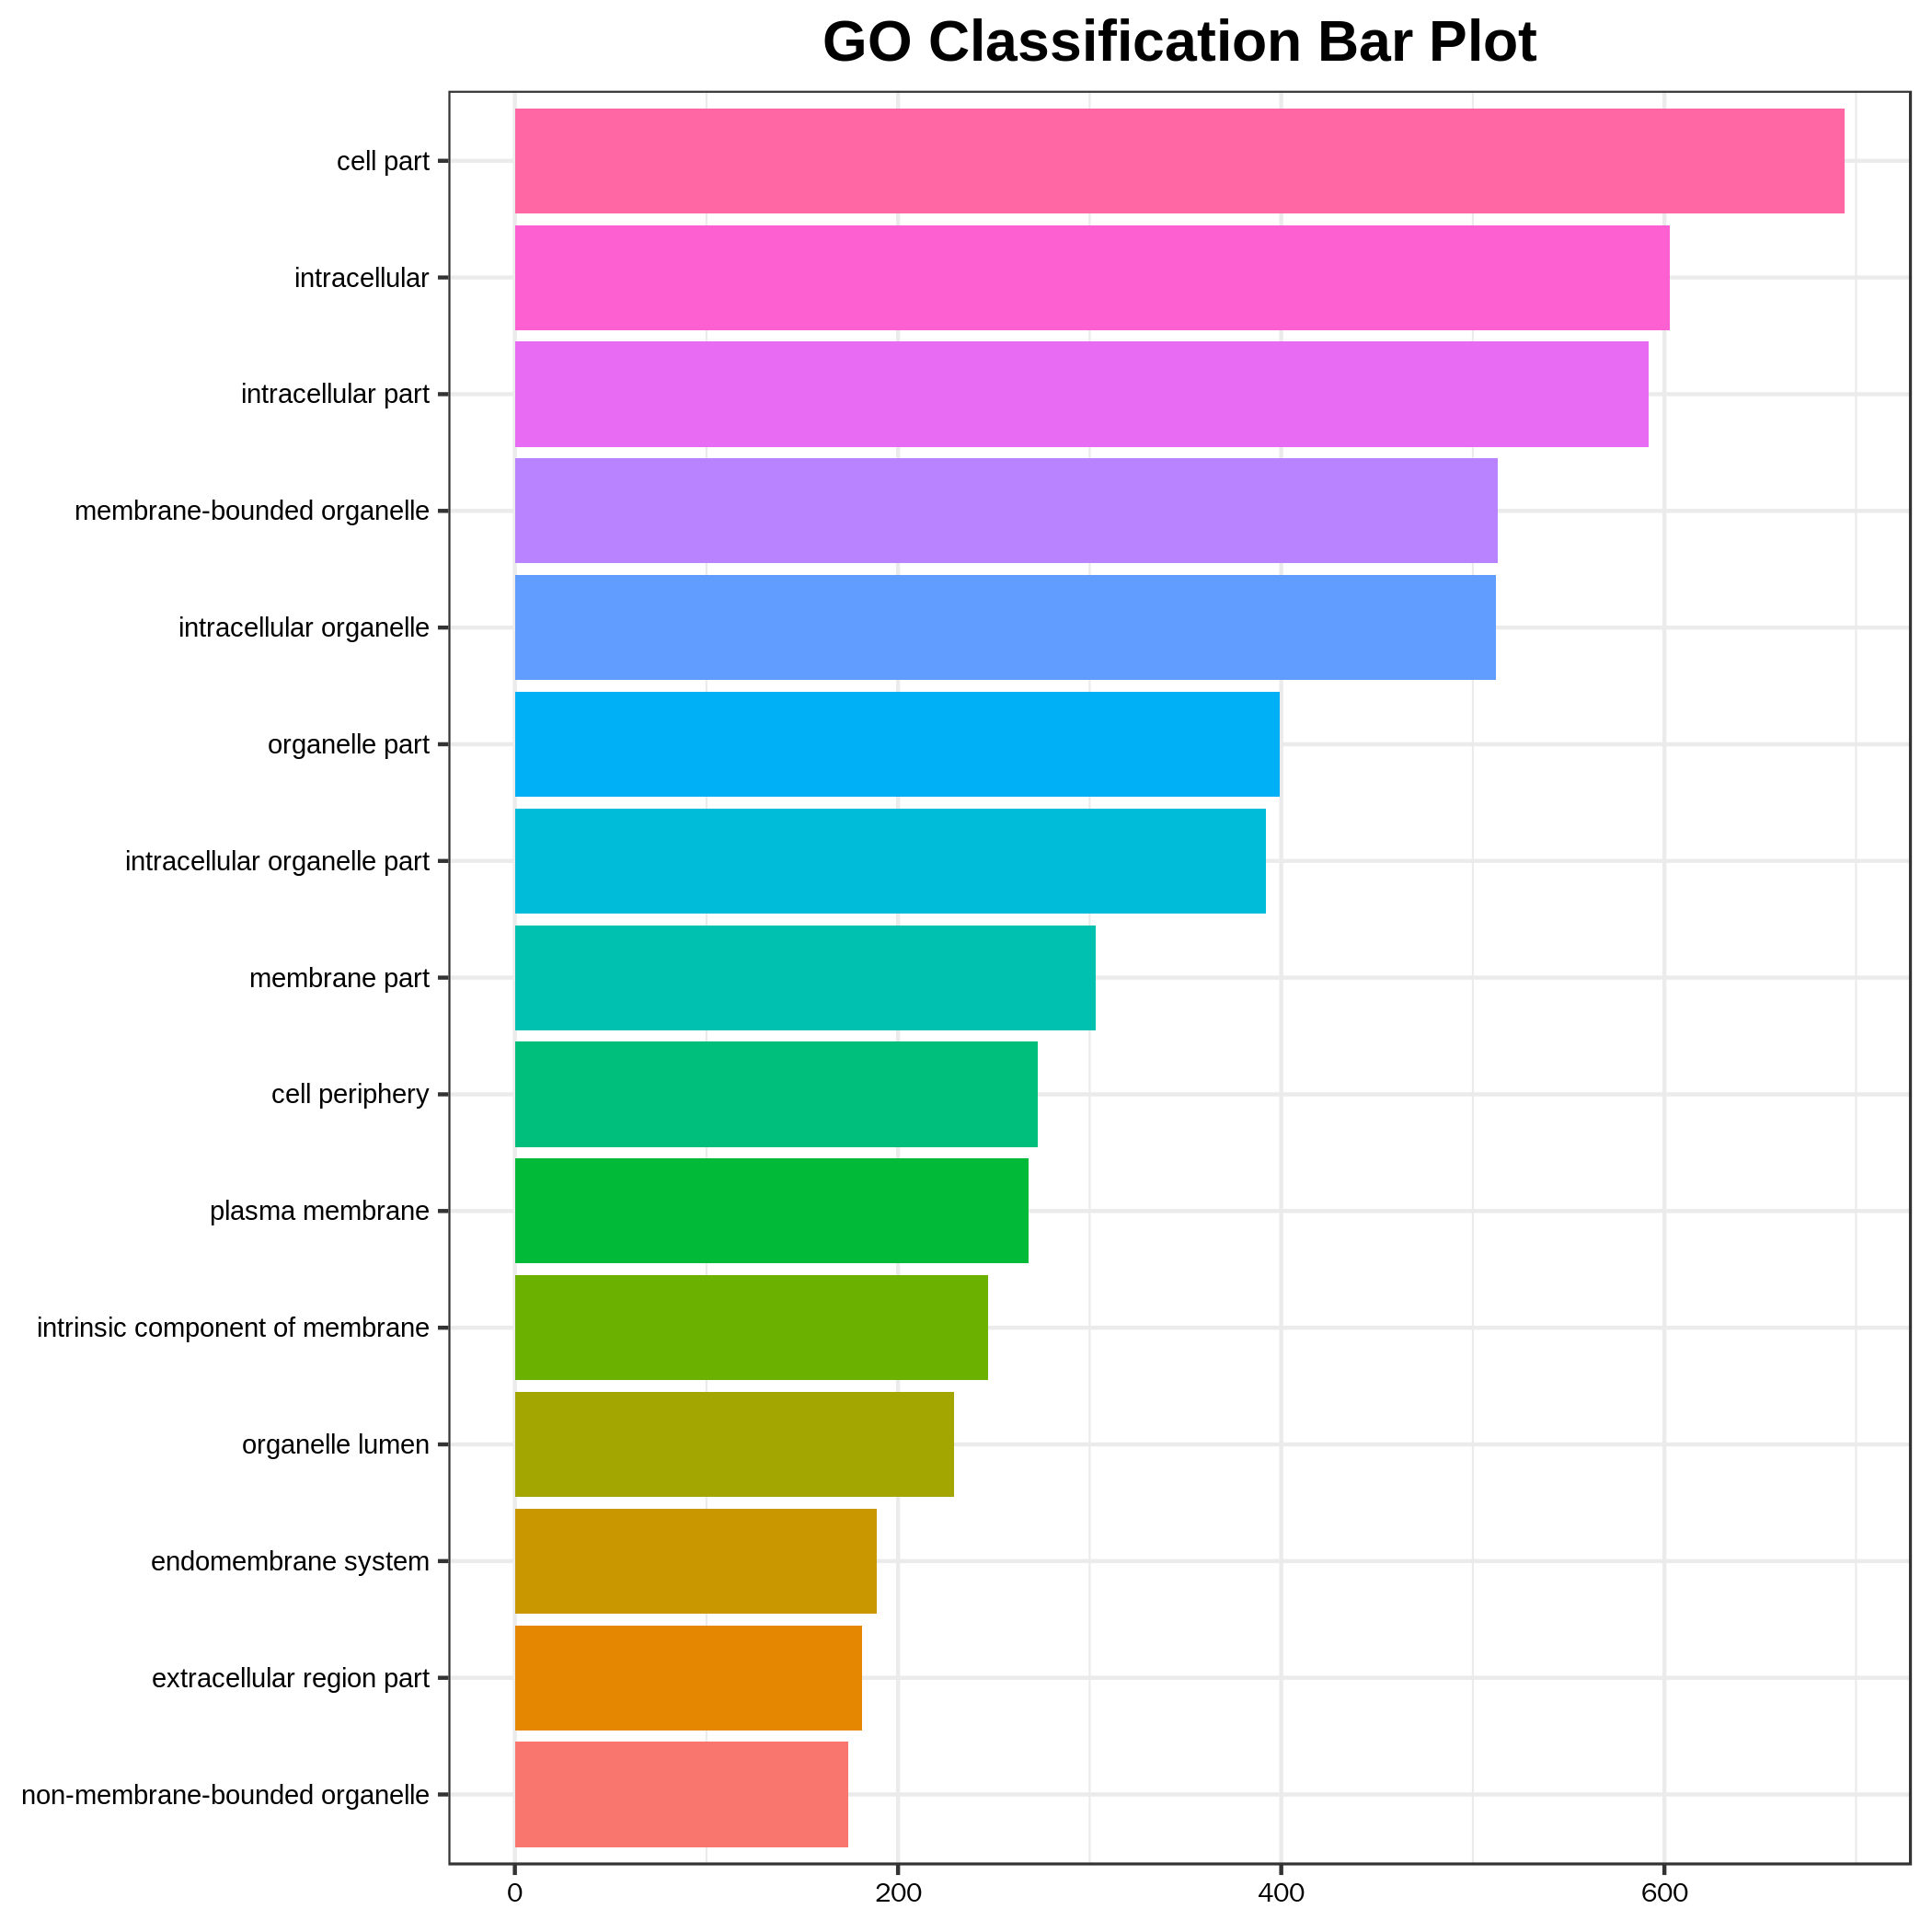 GO Classification Bar Plot
cell part
intracellular
intracellular part
membrane-bounded organelle
intracellular organelle
organelle part
intracellular organelle part
membrane part
cell periphery
plasma membrane
intrinsic component of membrane
organelle lumen
endomembrane system
extracellular region part
non-membrane-bounded organelle
0 200 400 600